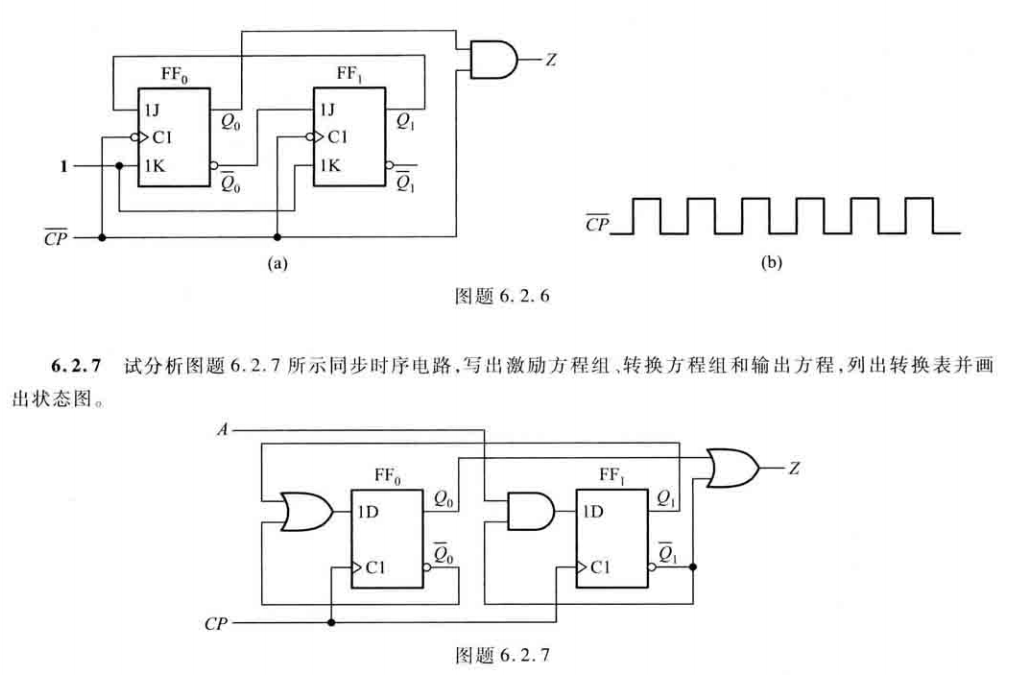 FF₀ FF₁
1J 1J
Q₀ Q₁
C1 C1
1 1K 1K
Q̅₀ Q̅₁
Z
C̅P̅
(a)
C̅P̅
(b)
图题 6.2.6
6.2.7 试分析图题 6.2.7 所示同步时序电路,写出激励方程组、转换方程组和输出方程,列出转换表并画
出状态图。
A
FF₀ FF₁
Z
Q₀ Q₁
1D 1D
Q̅₀ Q̅₁
C1 C1
CP
图题 6.2.7